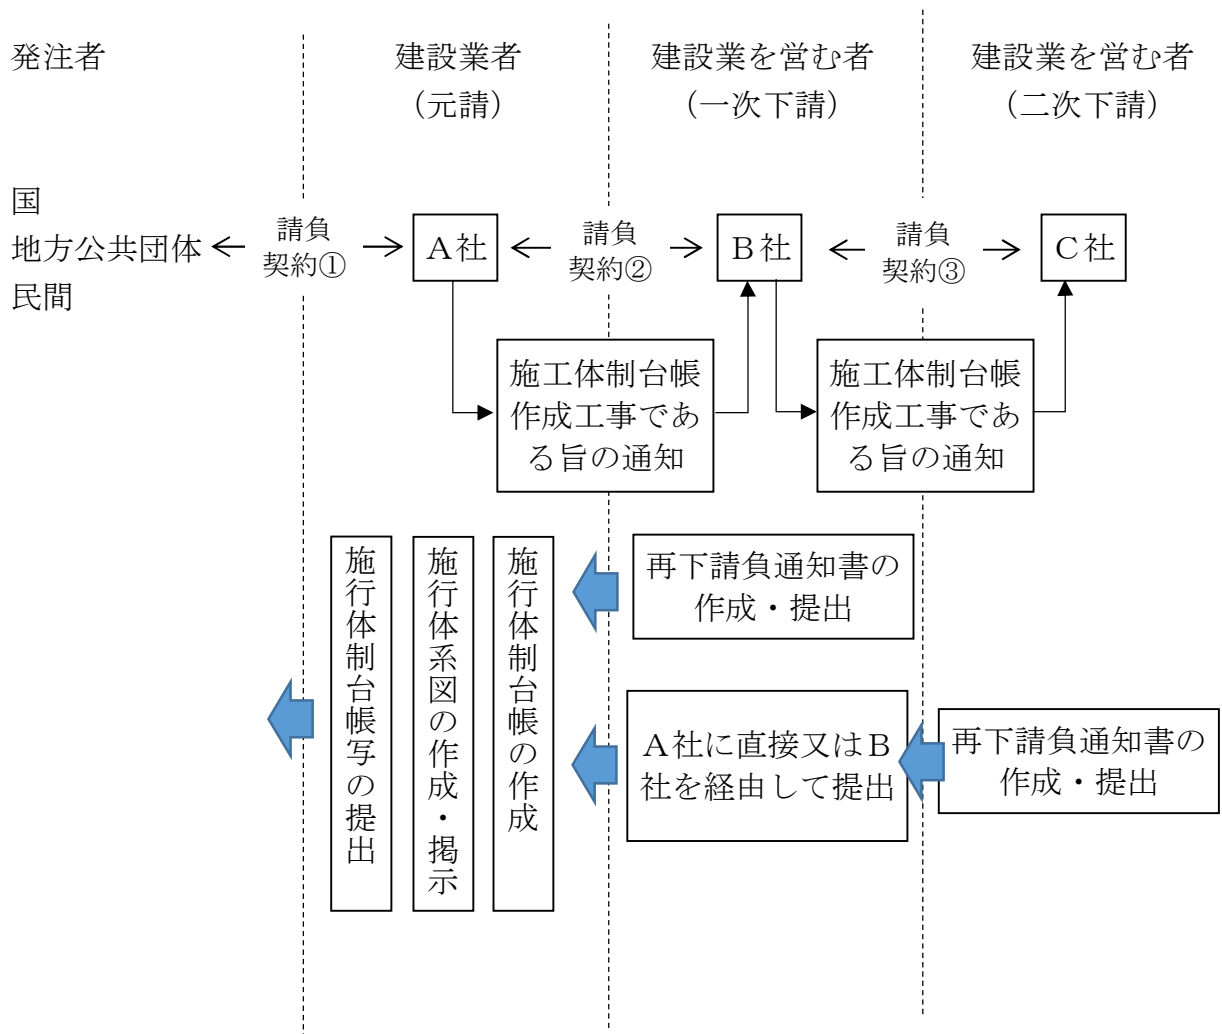 発注者
建設業者
(元請)
建設業を営む者
(一次下請)
建設業を営む者
(二次下請)
国
地方公共団体
民間
請負
契約①
A社
請負
契約②
B社
請負
契約③
C社
施工体制台帳
作成工事であ
る旨の通知
施工体制台帳
作成工事であ
る旨の通知
施行体制台帳写の提出
施行体系図の作成・掲示
施行体制台帳の作成
再下請負通知書の
作成・提出
A社に直接又はB
社を経由して提出
再下請負通知書の
作成・提出